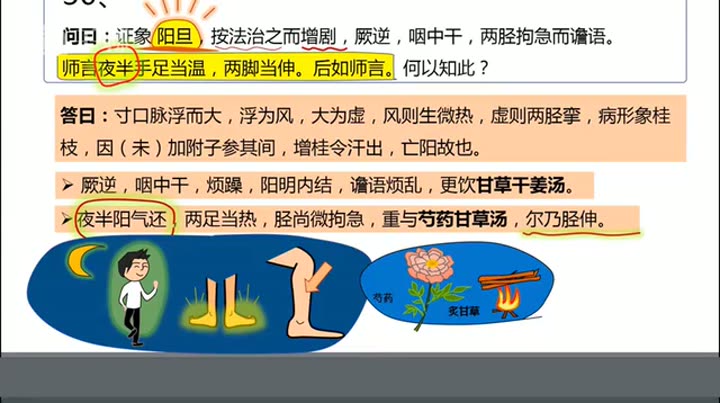 30、
问曰：证象阳旦，按法治之而增剧，厥逆，咽中干，两胫拘急而谵语。
师言夜半手足当温，两脚当伸。后如师言。何以知此？
答曰：寸口脉浮而大，浮为风，大为虚，风则生微热，虚则两胫挛，病形象桂
枝，因（未）加附子参其间，增桂令汗出，亡阳故也。
➢ 厥逆，咽中干，烦躁，阳明内结，谵语烦乱，更饮甘草干姜汤。
➢ 夜半阳气还，两足当热，胫尚微拘急，重与芍药甘草汤，尔乃胫伸。
芍药
炙甘草